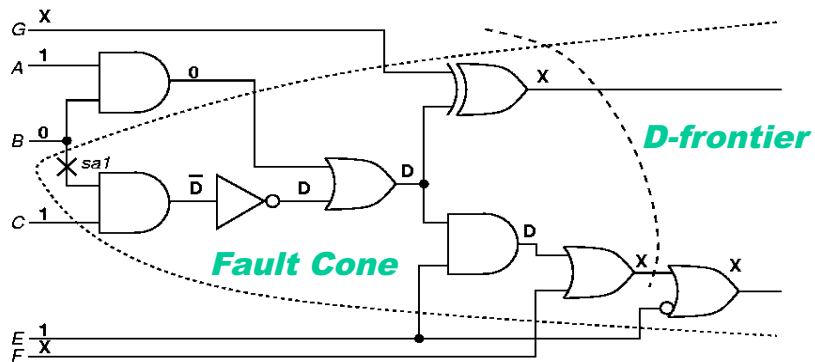 G X
A 1
0
X
D-frontier
B 0
sa1
D̅ D
D
C 1
D
Fault Cone
X X
E 1
F X